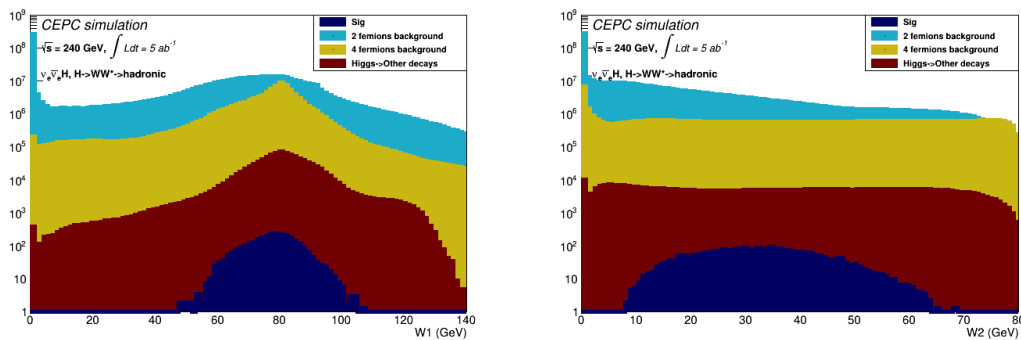 CEPC simulation
√s = 240 GeV, ∫ Ldt = 5 ab⁻¹
ν_e ν̅_e H, H->WW*->hadronic
Sig
2 femions background
4 fermions background
Higgs->Other decays
10⁹
10⁸
10⁷
10⁶
10⁵
10⁴
10³
10²
10
1
0 20 40 60 80 100 120 140
W1 (GeV)
CEPC simulation
√s = 240 GeV, ∫ Ldt = 5 ab⁻¹
ν_e ν̅_e H, H->WW*->hadronic
Sig
2 femions background
4 fermions background
Higgs->Other decays
10⁹
10⁸
10⁷
10⁶
10⁵
10⁴
10³
10²
10
1
0 10 20 30 40 50 60 70 80
W2 (GeV)